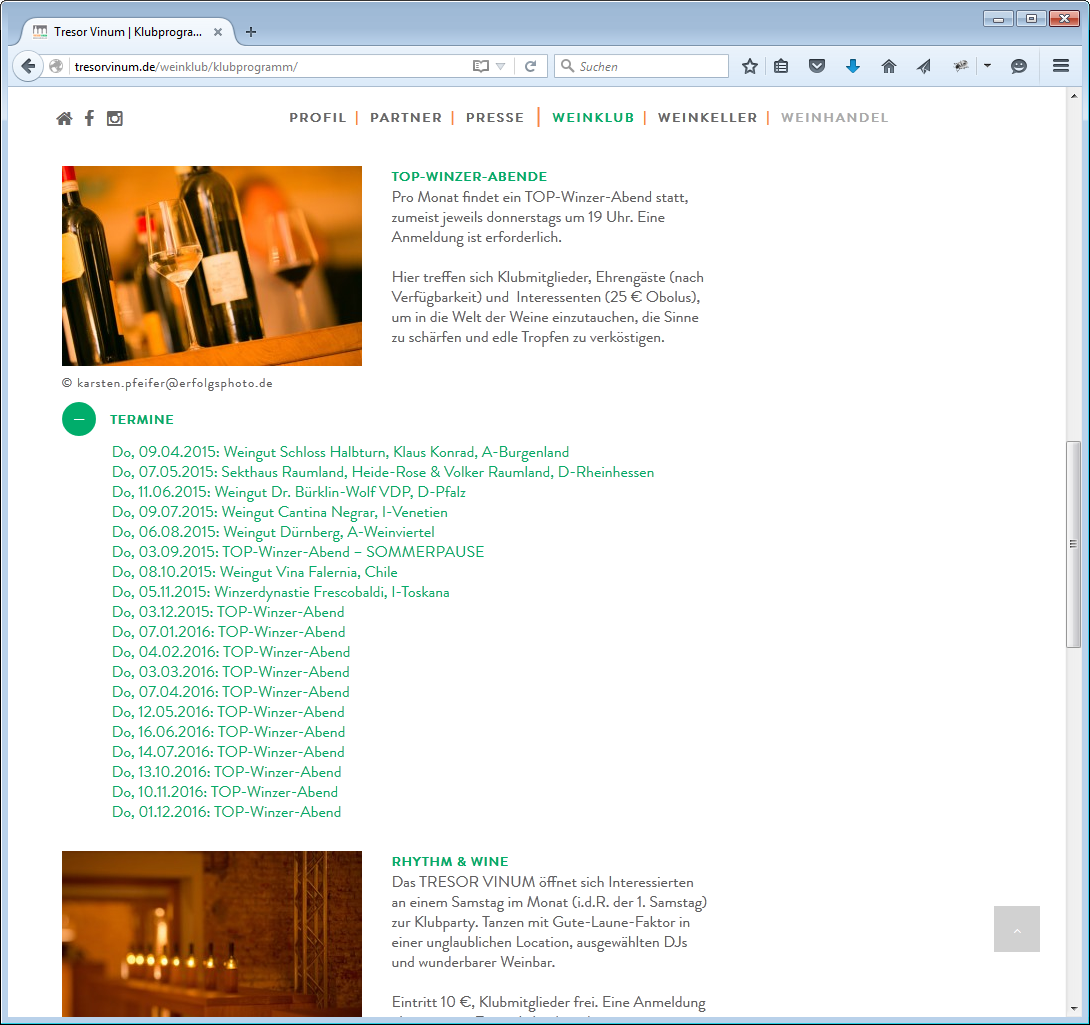 Tresor Vinum | Klubprogra...
tresorvinum.de/weinklub/klubprogramm/
Suchen
PROFIL | PARTNER | PRESSE | WEINKLUB | WEINKELLER | WEINHANDEL
TOP-WINZER-ABENDE
Pro Monat findet ein TOP-Winzer-Abend statt,
zumeist jeweils donnerstags um 19 Uhr. Eine
Anmeldung ist erforderlich.
Hier treffen sich Klubmitglieder, Ehrengäste (nach
Verfügbarkeit) und Interessenten (25 € Obolus),
um in die Welt der Weine einzutauchen, die Sinne
zu schärfen und edle Tropfen zu verköstigen.
© karsten.pfeifer@erfolgsphoto.de
TERMINE
Do, 09.04.2015: Weingut Schloss Halbturn, Klaus Konrad, A-Burgenland
Do, 07.05.2015: Sekthaus Raumland, Heide-Rose & Volker Raumland, D-Rheinhessen
Do, 11.06.2015: Weingut Dr. Bürklin-Wolf VDP, D-Pfalz
Do, 09.07.2015: Weingut Cantina Negrar, I-Venetien
Do, 06.08.2015: Weingut Dürnberg, A-Weinviertel
Do, 03.09.2015: TOP-Winzer-Abend – SOMMERPAUSE
Do, 08.10.2015: Weingut Vina Falernia, Chile
Do, 05.11.2015: Winzerdynastie Frescobaldi, I-Toskana
Do, 03.12.2015: TOP-Winzer-Abend
Do, 07.01.2016: TOP-Winzer-Abend
Do, 04.02.2016: TOP-Winzer-Abend
Do, 03.03.2016: TOP-Winzer-Abend
Do, 07.04.2016: TOP-Winzer-Abend
Do, 12.05.2016: TOP-Winzer-Abend
Do, 16.06.2016: TOP-Winzer-Abend
Do, 14.07.2016: TOP-Winzer-Abend
Do, 13.10.2016: TOP-Winzer-Abend
Do, 10.11.2016: TOP-Winzer-Abend
Do, 01.12.2016: TOP-Winzer-Abend
RHYTHM & WINE
Das TRESOR VINUM öffnet sich Interessierten
an einem Samstag im Monat (i.d.R. der 1. Samstag)
zur Klubparty. Tanzen mit Gute-Laune-Faktor in
einer unglaublichen Location, ausgewählten DJs
und wunderbarer Weinbar.
Eintritt 10 €, Klubmitglieder frei. Eine Anmeldung